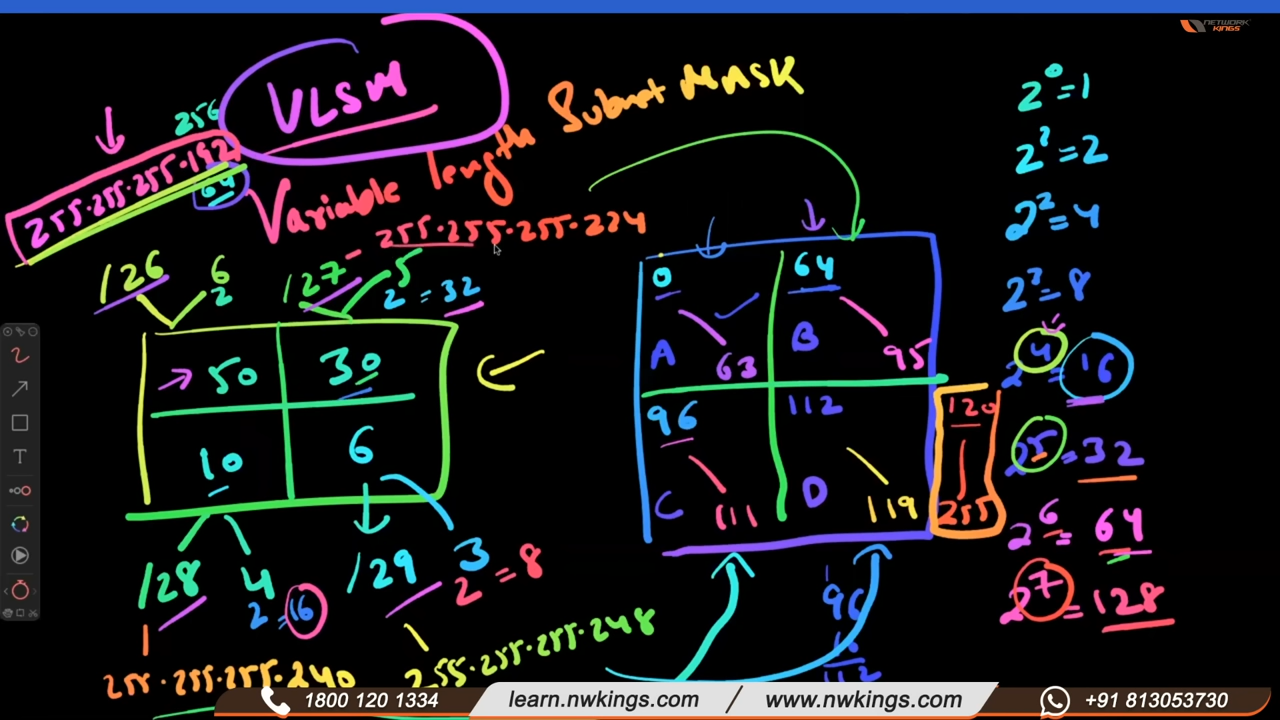 NETWORK
KINGS
VLSM
Variable length Subnet MASK
256
255.255.255.192
64
255.255.255.224
/26
6
2
/27
5
2 = 32
50
30
10
6
/28
4
2 = 16
/29
3
2 = 8
255.255.255.240
255.255.255.248
0
64
A
63
B
95
96
112
C
111
D
119
120
255
96
112
2⁰=1
2²=4
2³=8
2⁴=16
2⁵=32
2⁶=64
2⁷=128
T
1800 120 1334
learn.nwkings.com / www.nwkings.com
+91 813053730